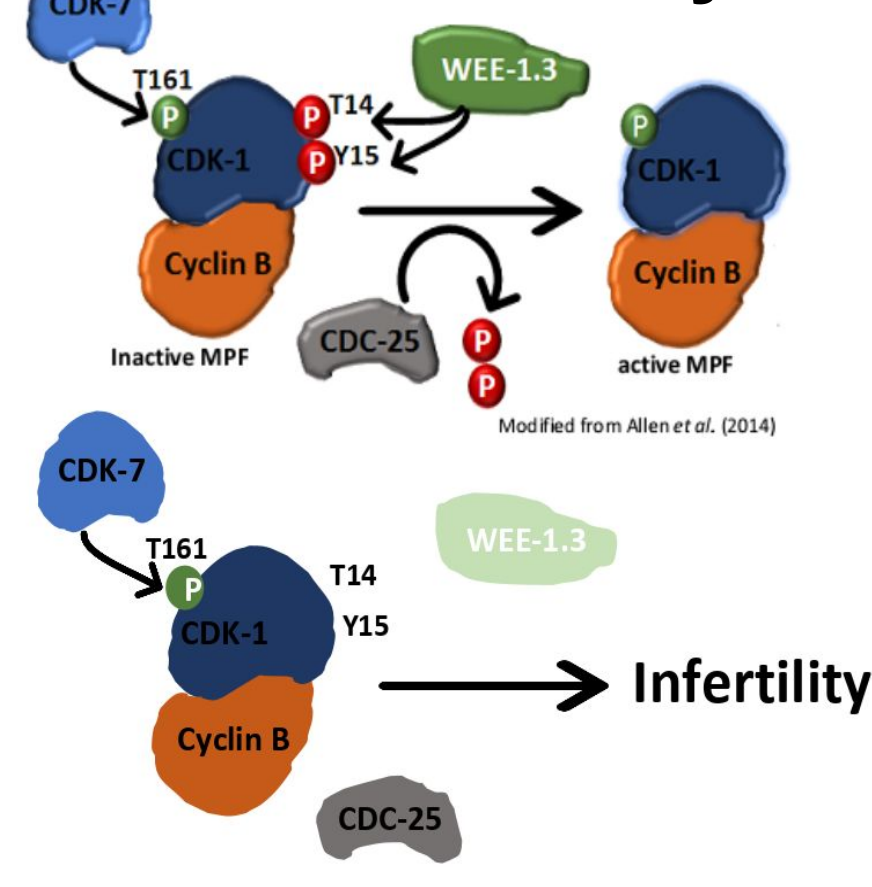 CDK-7
WEE-1.3
T161
P
P
T14
P
CDK-1
P
Y15
CDK-1
Cyclin B
Cyclin B
CDC-25
P
P
Inactive MPF
active MPF
Modified from Allen et al. (2014)
CDK-7
WEE-1.3
T161
T14
P
CDK-1
Y15
Infertility
Cyclin B
CDC-25